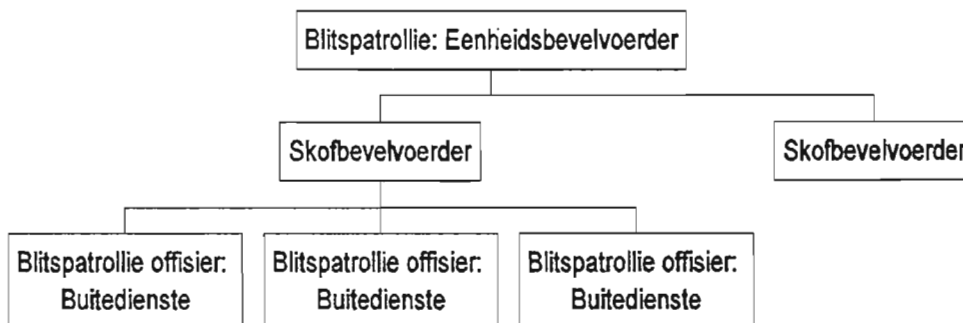 Blitspatrollie: Eenheidsbevelvoerder
Skofbevelvoerder
Skofbevelvoerder
Blitspatrollie offisier:
Buitedienste
Blitspatrollie offisier:
Buitedienste
Blitspatrollie offisier:
Buitedienste